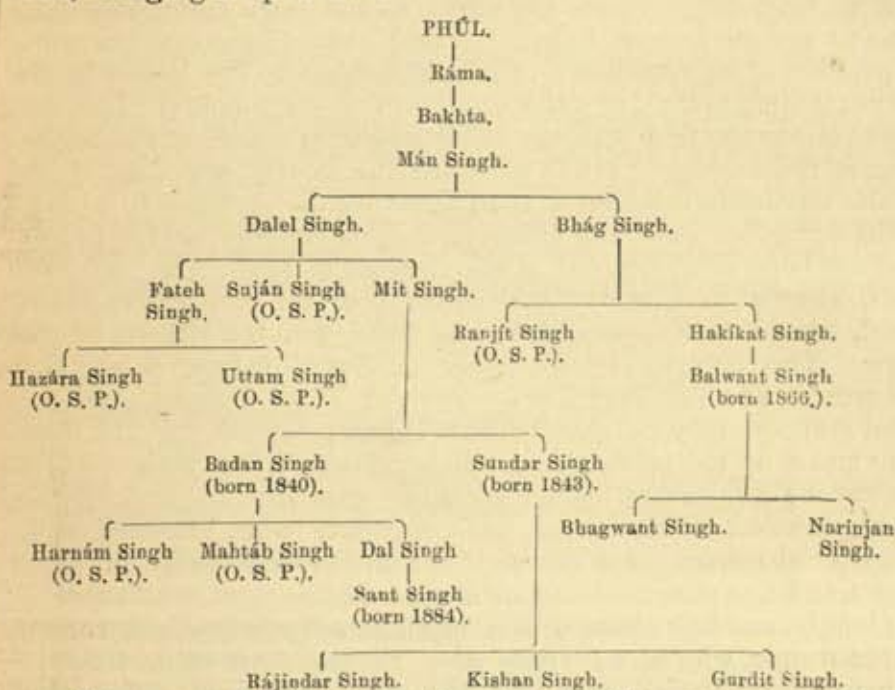 PHÚL.
Ráma.
Bakhta.
Mán Singh.
Dalel Singh. Bhág Singh.
Fateh Suján Singh Mit Singh.
Singh. (O. S. P.).
Ranjít Singh Hakíkat Singh.
(O. S. P.).
Hazára Singh Uttam Singh Balwant Singh
(O. S. P.). (O. S. P.). (born 1866.).
Badan Singh Sundar Singh
(born 1840). (born 1843).
Bhagwant Singh. Narinjan
Singh.
Harnám Singh Mahtáb Singh Dal Singh
(O. S. P.). (O. S. P.).
Sant Singh
(born 1884).
Rájindar Singh. Kishan Singh. Gurdit Singh.